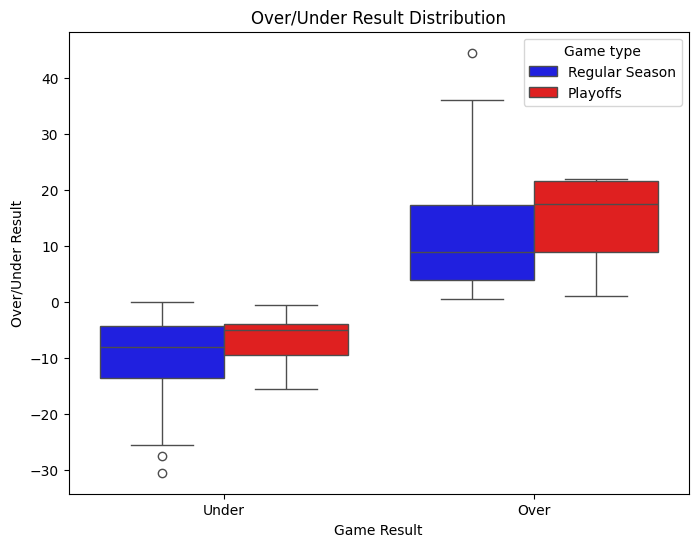 Over/Under Result Distribution
Game type
Regular Season
Playoffs
Over/Under Result
40
30
20
10
0
−10
−20
−30
Under
Over
Game Result